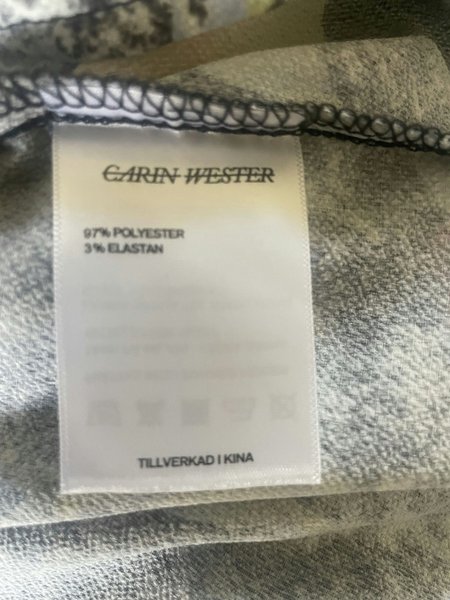 CARIN WESTER
97% POLYESTER
3% ELASTAN
TILLVERKAD I KINA